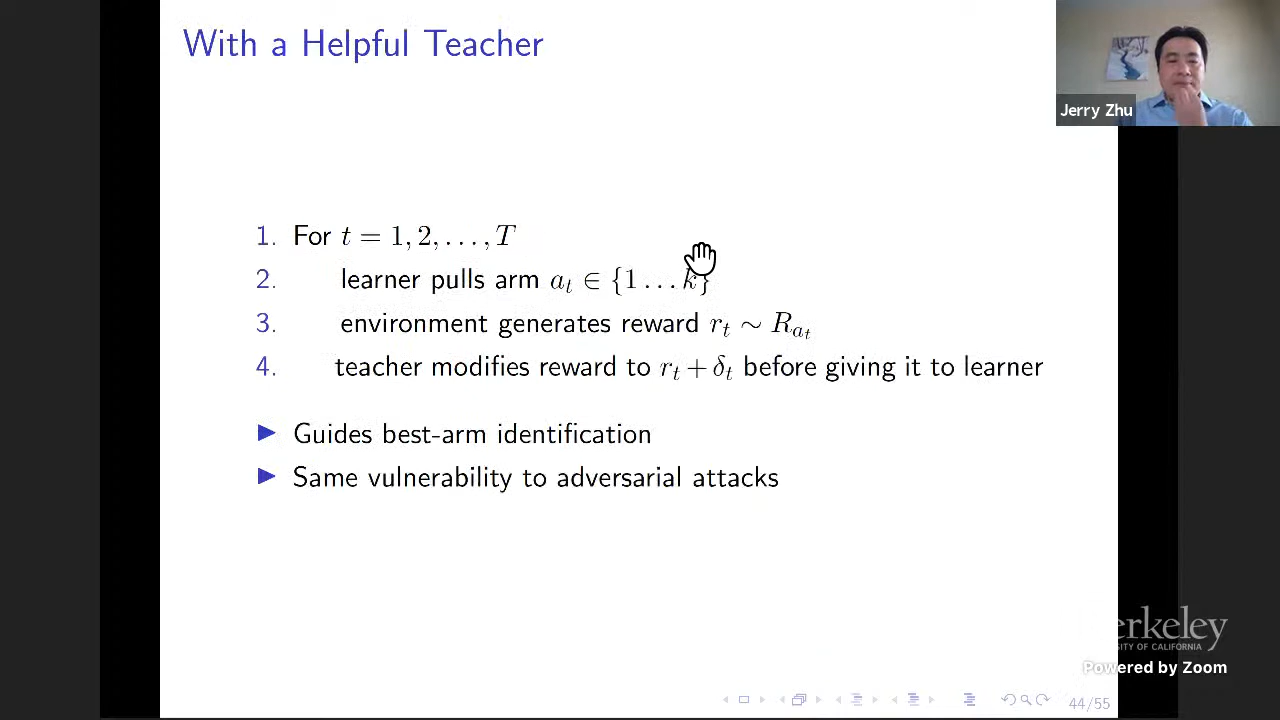 With a Helpful Teacher
Jerry Zhu
1. For t = 1, 2, . . . , T
2. learner pulls arm a_t ∈ {1 . . . k}
3. environment generates reward r_t ∼ R_{a_t}
4. teacher modifies reward to r_t + δ_t before giving it to learner
▶ Guides best-arm identification
▶ Same vulnerability to adversarial attacks
OF CALIFORNIA
Powered by Zoom
44/55